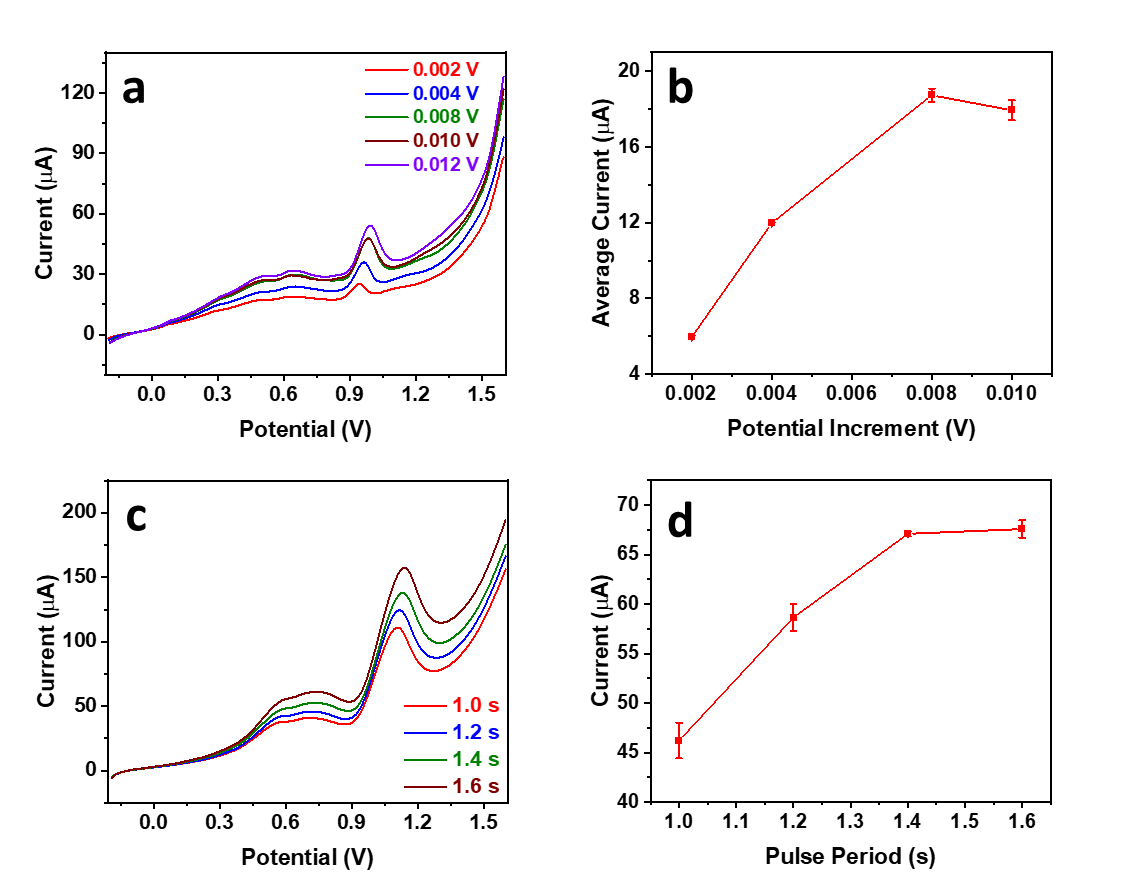 a
0.002 V
0.004 V
0.008 V
0.010 V
0.012 V
120
90
60
30
0
Current (μA)
0.0 0.3 0.6 0.9 1.2 1.5
Potential (V)
b
20
16
12
8
4
Average Current (μA)
0.002 0.004 0.006 0.008 0.010
Potential Increment (V)
c
200
150
100
50
0
Current (μA)
1.0 s
1.2 s
1.4 s
1.6 s
0.0 0.3 0.6 0.9 1.2 1.5
Potential (V)
d
70
65
60
55
50
45
40
Current (μA)
1.0 1.1 1.2 1.3 1.4 1.5 1.6
Pulse Period (s)